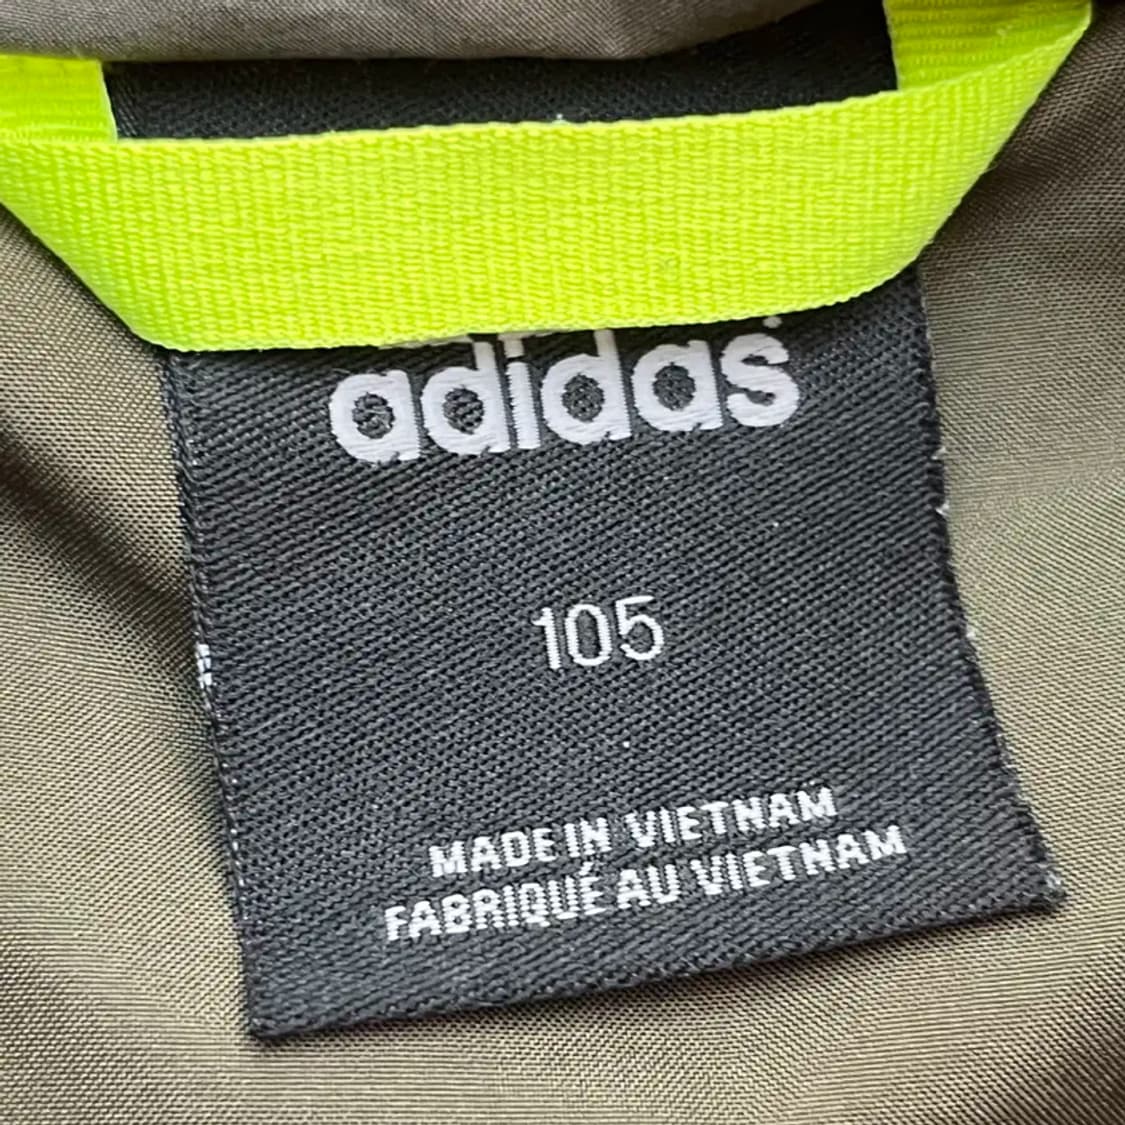 adidas
105
MADE IN VIETNAM
FABRIQUÉ AU VIETNAM